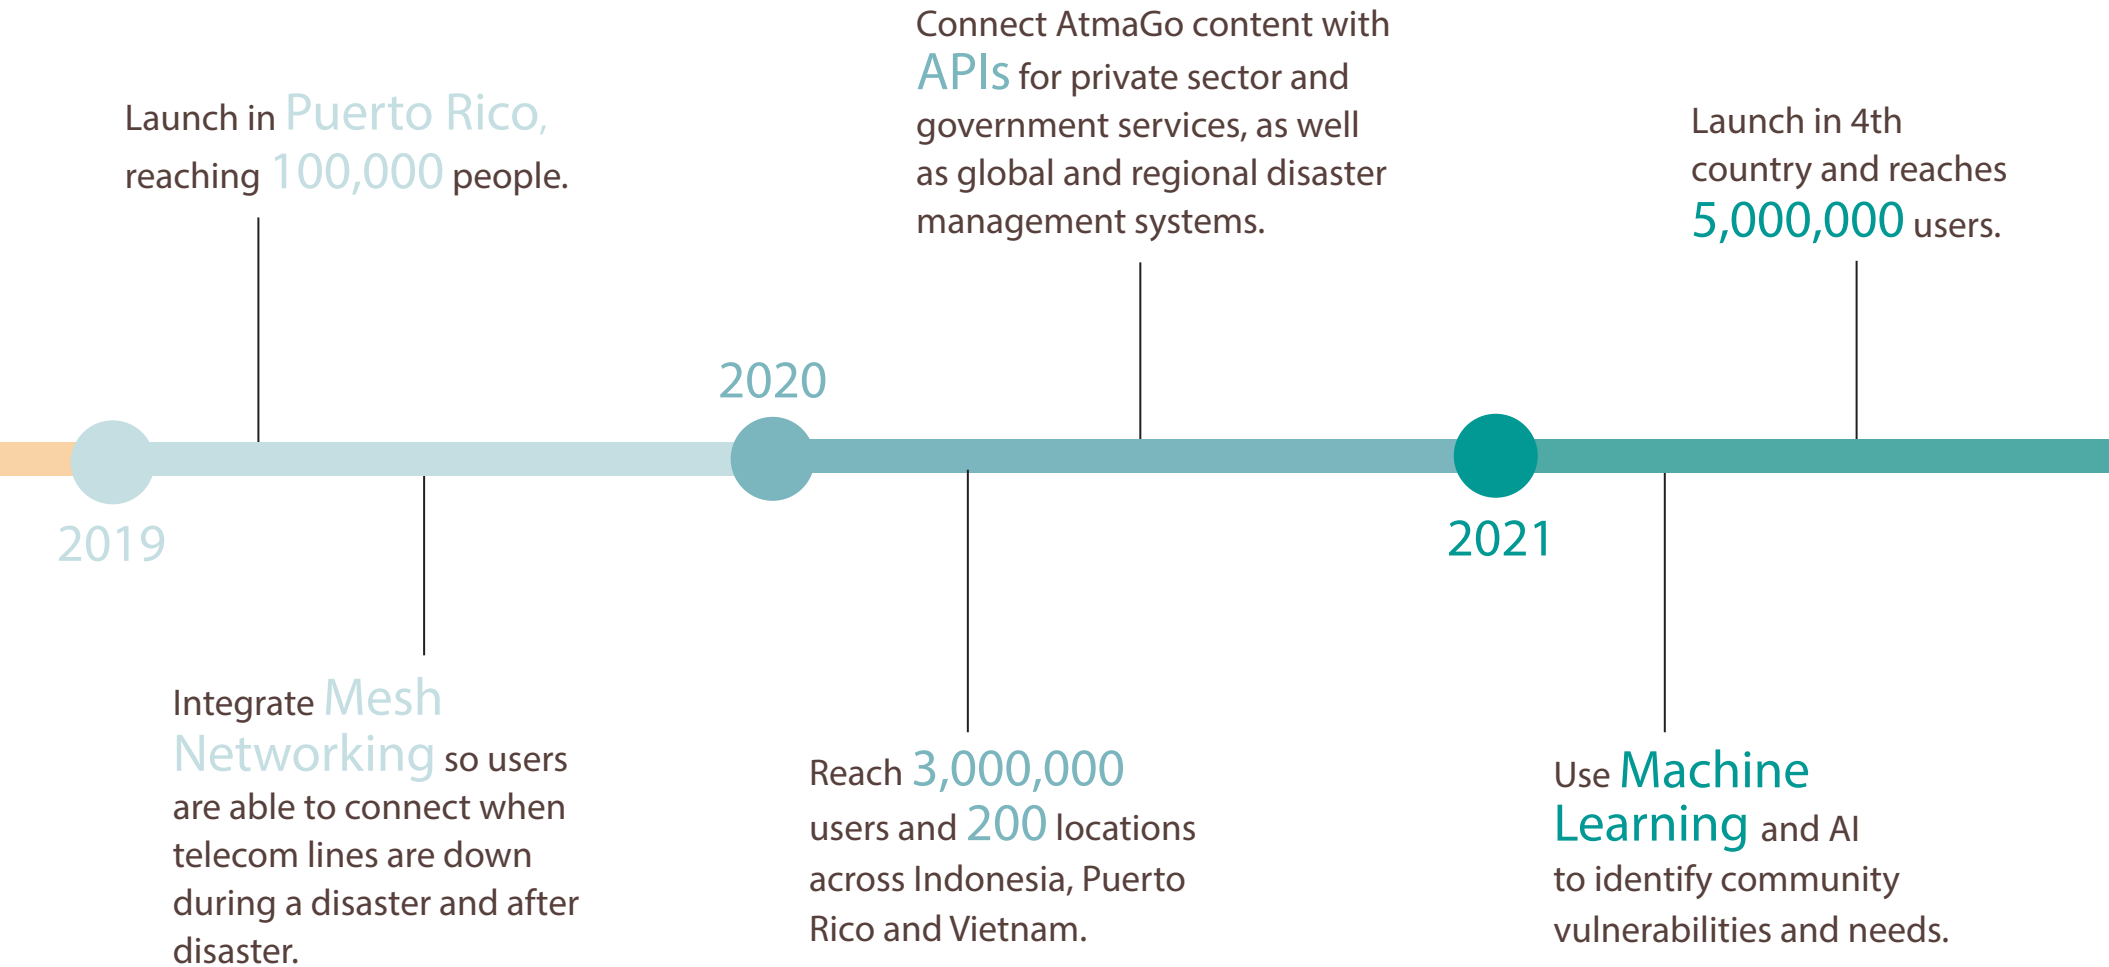 Launch in Puerto Rico,
reaching 100,000 people.
2019
Integrate Mesh
Networking so users
are able to connect when
telecom lines are down
during a disaster and after
disaster.
2020
Connect AtmaGo content with
APIs for private sector and
government services, as well
as global and regional disaster
management systems.
Reach 3,000,000
users and 200 locations
across Indonesia, Puerto
Rico and Vietnam.
2021
Launch in 4th
country and reaches
5,000,000 users.
Use Machine
Learning and AI
to identify community
vulnerabilities and needs.